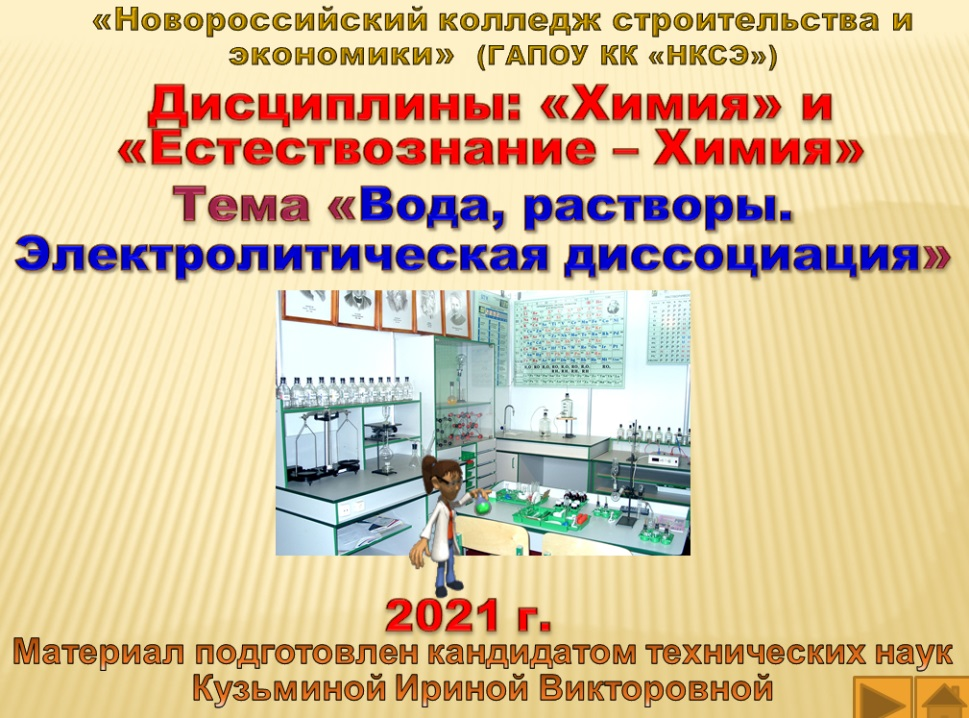 «Новороссийский колледж строительства и
экономики» (ГАПОУ КК «НКСЭ»)
Дисциплины: «Химия» и
«Естествознание – Химия»
Тема «Вода, растворы.
Электролитическая диссоциация»
2021 г.
Материал подготовлен кандидатом технических наук
Кузьминой Ириной Викторовной